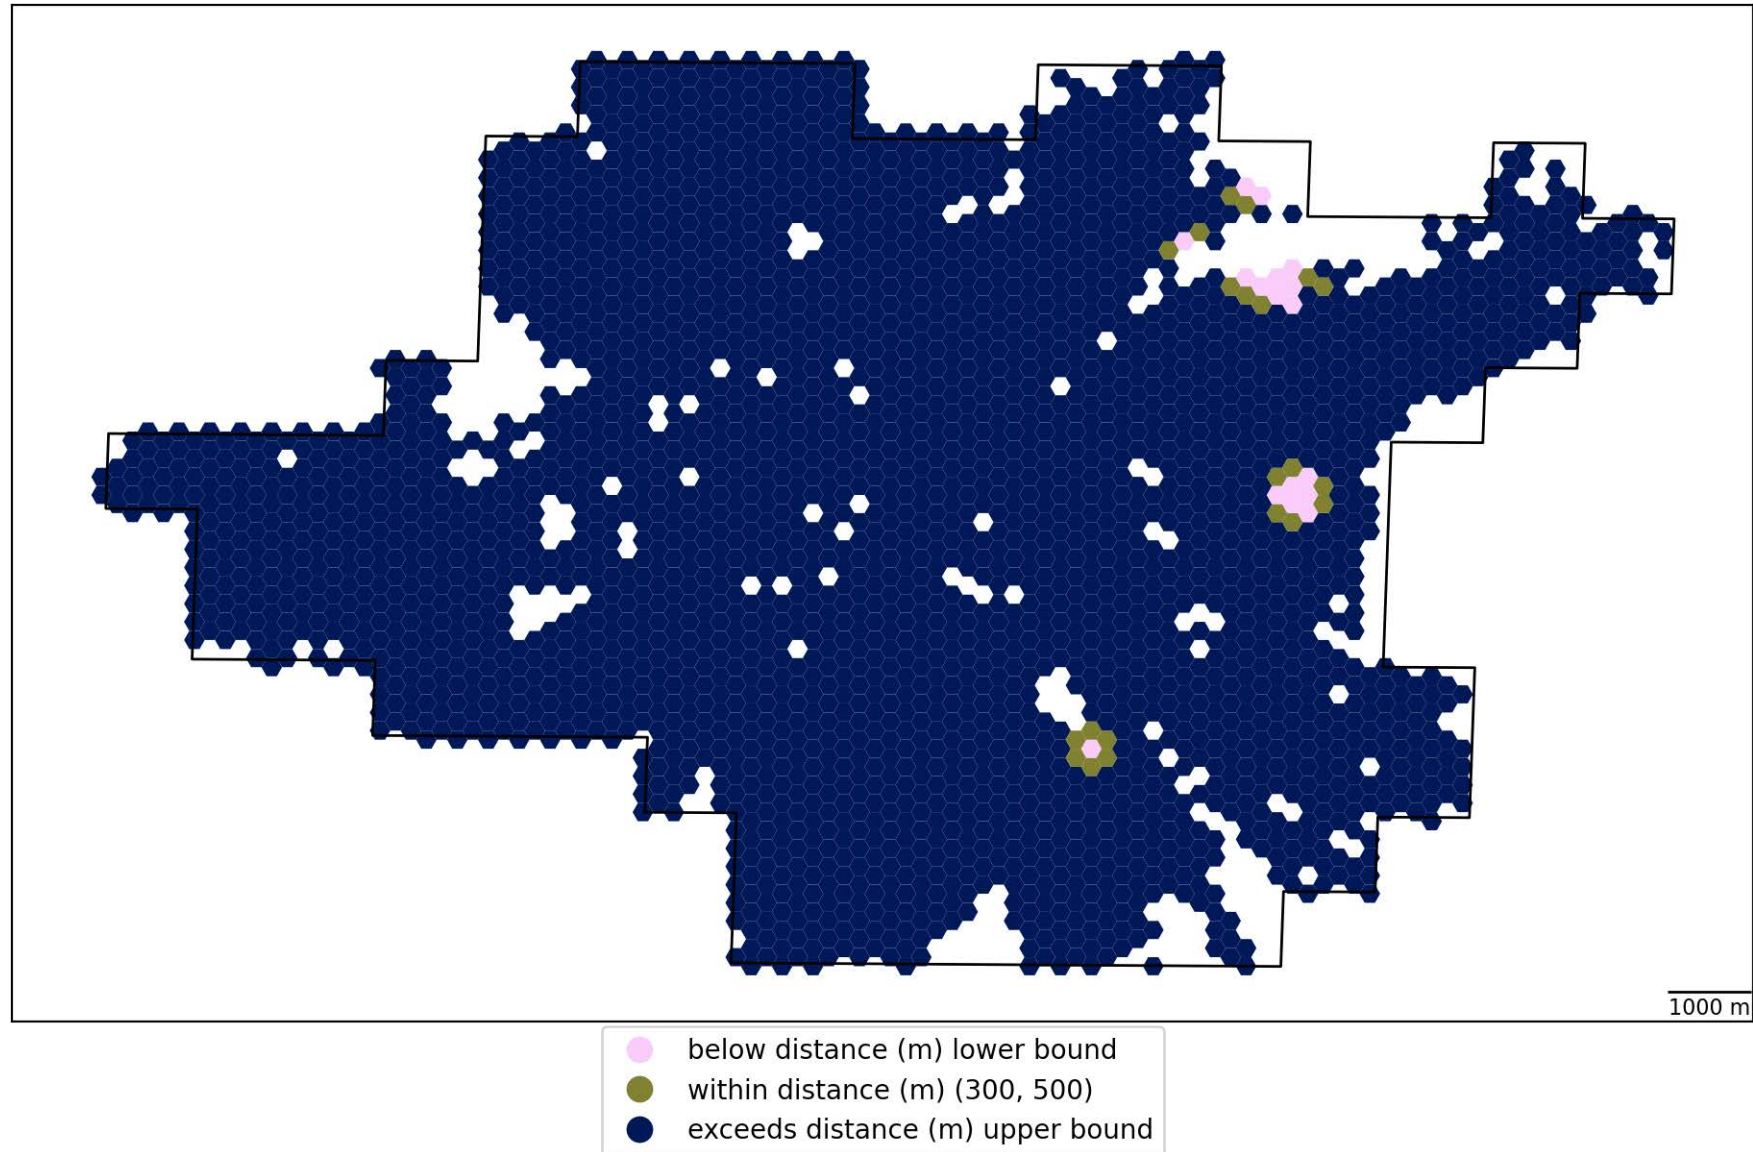 1000 m
below distance (m) lower bound
within distance (m) (300, 500)
exceeds distance (m) upper bound